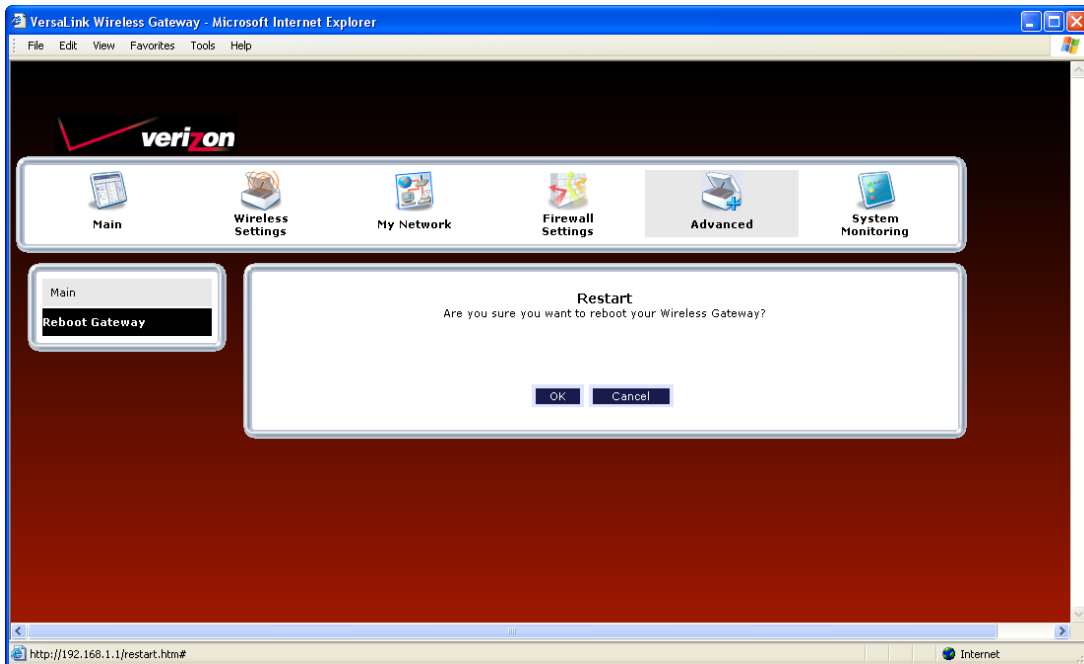 VersaLink Wireless Gateway - Microsoft Internet Explorer
File Edit View Favorites Tools Help
verizon
Main
Wireless
Settings
My Network
Firewall
Settings
Advanced
System
Monitoring
Main
Reboot Gateway
Restart
Are you sure you want to reboot your Wireless Gateway?
OK
Cancel
http://192.168.1.1/restart.htm#
Internet